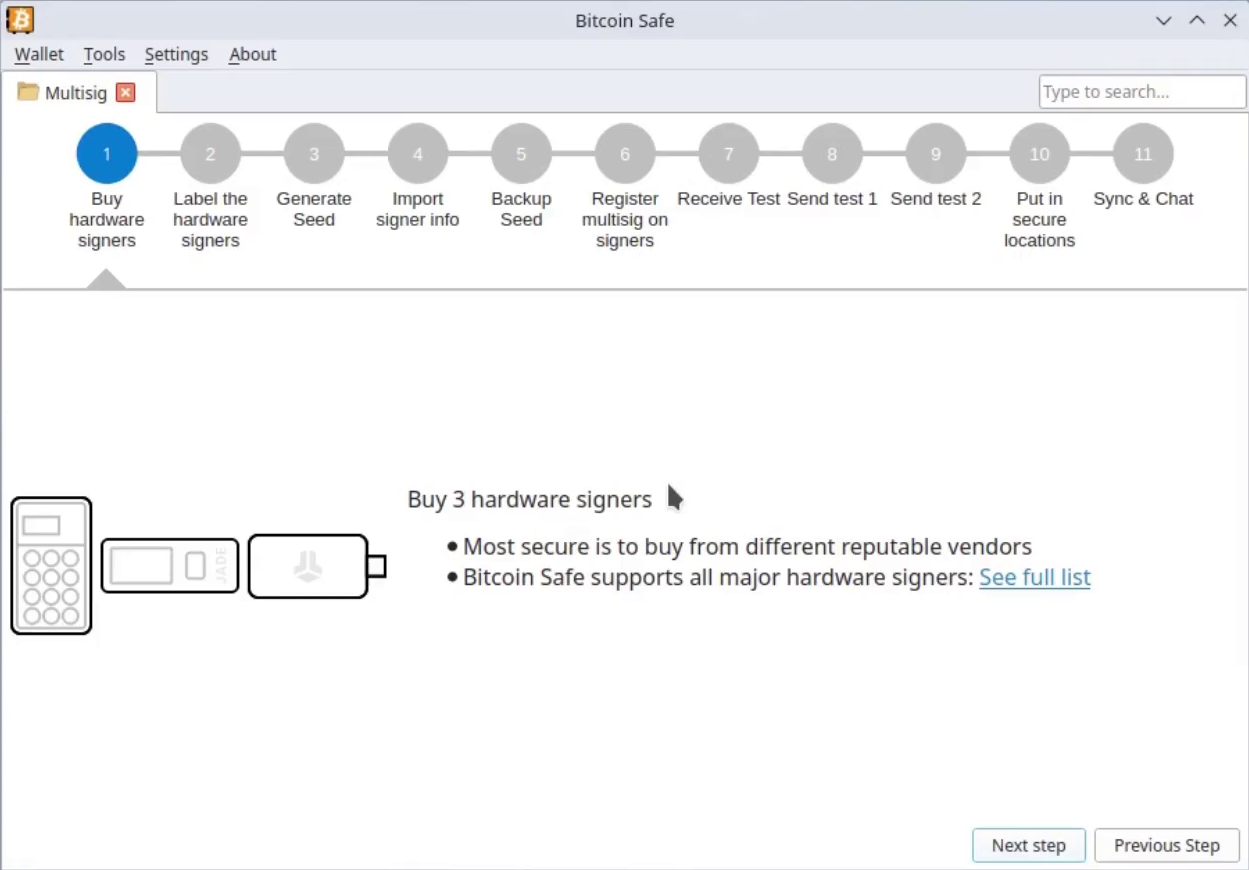 Bitcoin Safe
Wallet Tools Settings About
Multisig
Type to search...
1 2 3 4 5 6 7 8 9 10 11
Buy
hardware
signers
Label the
hardware
signers
Generate
Seed
Import
signer info
Backup
Seed
Register
multisig on
signers
Receive Test
Send test 1
Send test 2
Put in
secure
locations
Sync & Chat
JADE
Buy 3 hardware signers
• Most secure is to buy from different reputable vendors
• Bitcoin Safe supports all major hardware signers: See full list
Next step
Previous Step